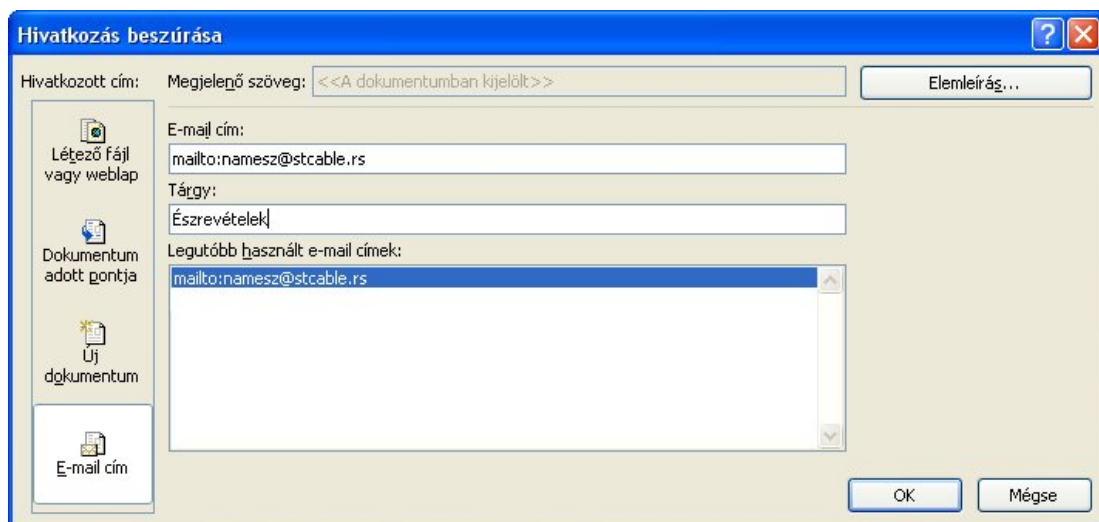 Hivatkozás beszúrása
Hivatkozott cím:
Megjelenő szöveg: <<A dokumentumban kijelölt>>
Elemleírás...
Létező fájl
vagy weblap
Dokumentum
adott pontja
Új
dokumentum
E-mail cím
E-mail cím:
mailto:namesz@stcable.rs
Tárgy:
Észrevételek
Legutóbb használt e-mail címek:
mailto:namesz@stcable.rs
OK
Mégse